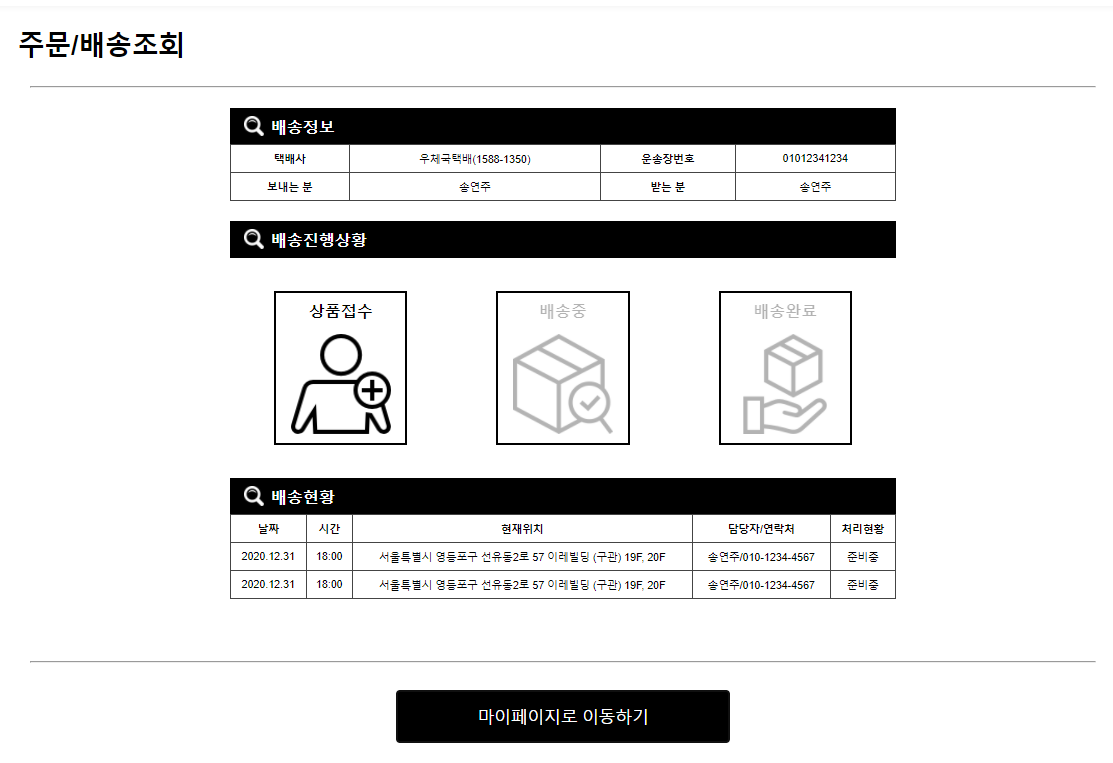 주문/배송조회
배송정보
택배사 우체국택배(1588-1350) 운송장번호 01012341234
보내는 분 송연주 받는 분 송연주
배송진행상황
상품접수 배송중 배송완료
배송현황
날짜 시간 현재위치 담당자/연락처 처리현황
2020.12.31 18:00 서울특별시 영등포구 선유동2로 57 이레빌딩 (구관) 19F, 20F 송연주/010-1234-4567 준비중
2020.12.31 18:00 서울특별시 영등포구 선유동2로 57 이레빌딩 (구관) 19F, 20F 송연주/010-1234-4567 준비중
마이페이지로 이동하기